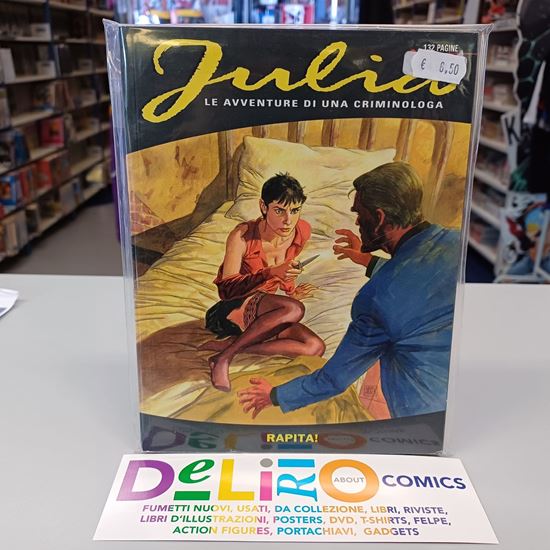 Julia
132 PAGINE
€ 6,50
LE AVVENTURE DI UNA CRIMINOLOGA
RAPITA!
DeLiRiO ABOUT COMICS
FUMETTI NUOVI, USATI, DA COLLEZIONE, LIBRI, RIVISTE,
LIBRI D'ILLUSTRAZIONI, POSTERS, DVD, T-SHIRTS, FELPE,
ACTION FIGURES, PORTACHIAVI, GADGETS